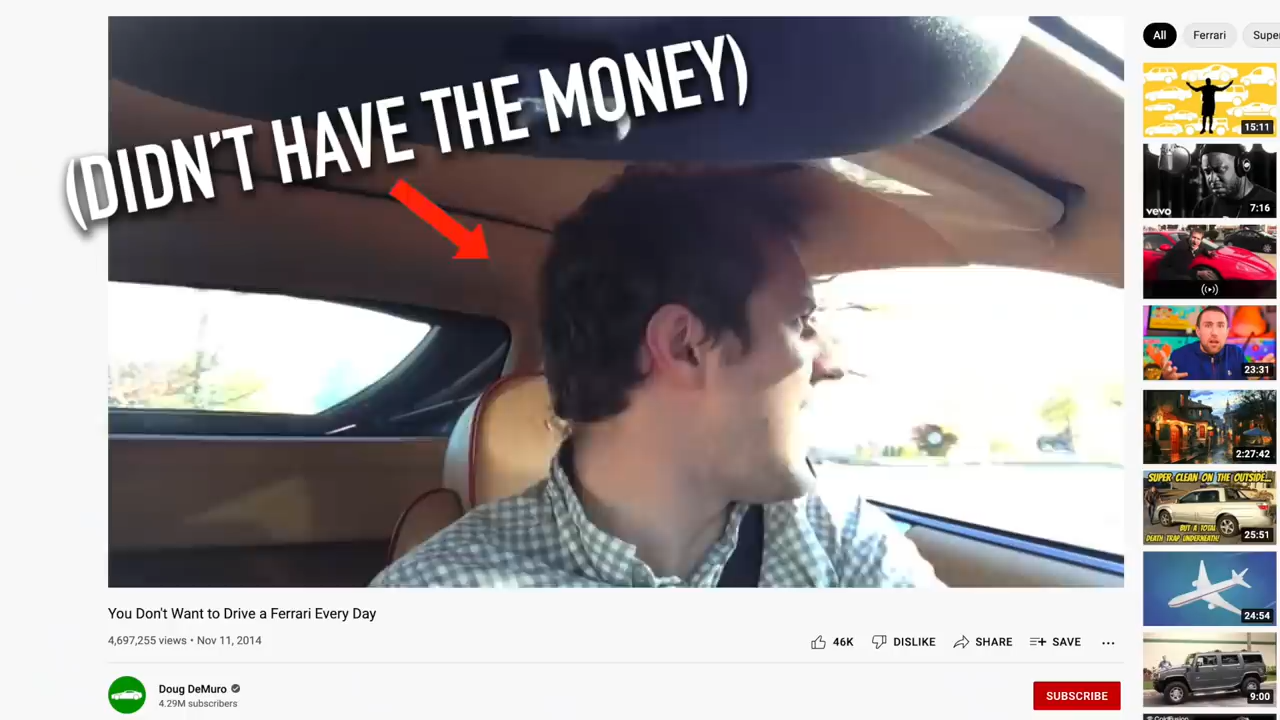 (DIDN'T HAVE THE MONEY)
You Don't Want to Drive a Ferrari Every Day
4,697,255 views • Nov 11, 2014
46K
DISLIKE
SHARE
SAVE
Doug DeMuro
4.29M subscribers
SUBSCRIBE
All
Ferrari
Super
15:11
vevo
7:16
23:31
2:27:42
SUPER CLEAN ON THE OUTSIDE...
BUT A TOTAL
DEATH TRAP UNDERNEATH!
25:51
24:54
9:00
ColdFusion